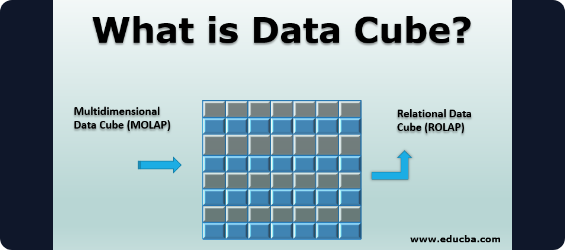 What is Data Cube?
Multidimensional
Data Cube (MOLAP)
Relational Data
Cube (ROLAP)
www.educba.com